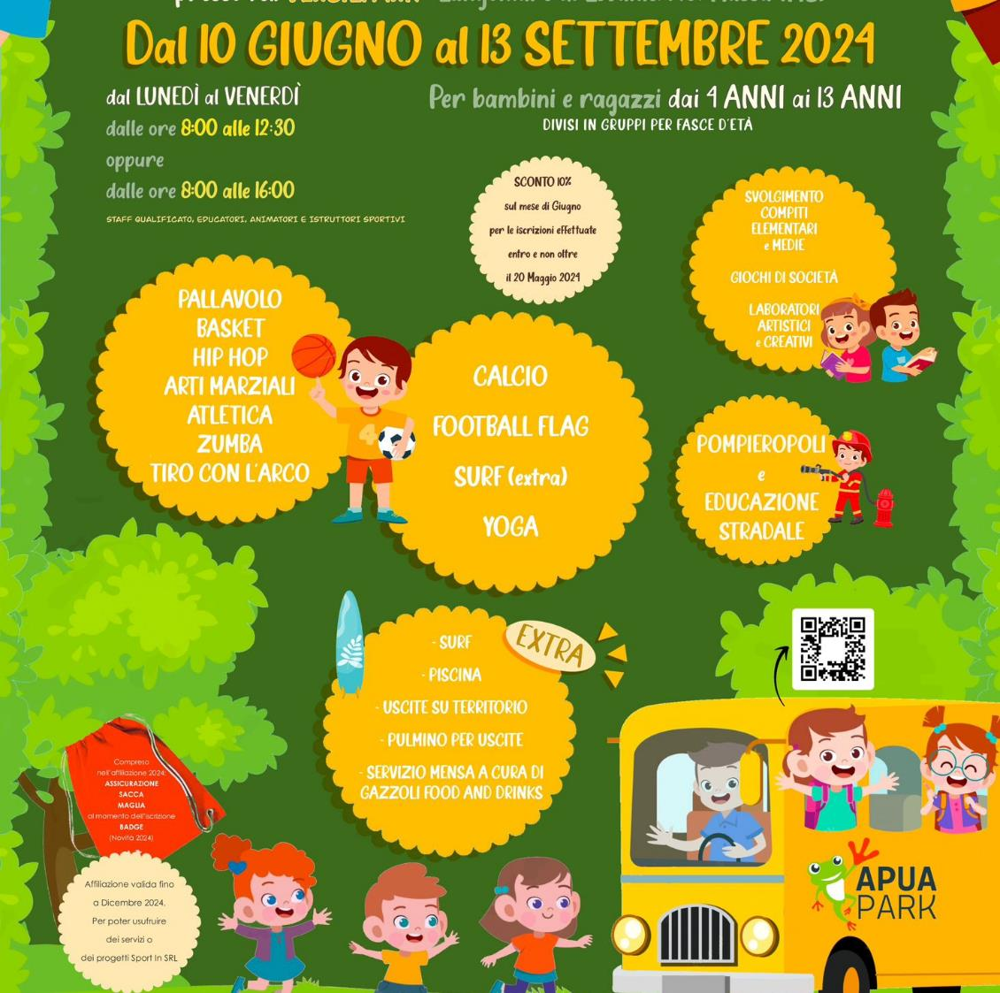 Dal 10 GIUGNO al 13 SETTEMBRE 2024
dal LUNEDÌ al VENERDÌ
dalle ore 8:00 alle 12:30
oppure
dalle ore 8:00 alle 16:00
STAFF QUALIFICATO, EDUCATORI, ANIMATORI E ISTRUTTORI SPORTIVI
Per bambini e ragazzi dai 4 ANNI ai 13 ANNI
DIVISI IN GRUPPI PER FASCE D'ETÀ
SCONTO 10%
sul mese di Giugno
per le iscrizioni effettuate
entro e non oltre
il 20 Maggio 2024
SVOLGIMENTO
COMPITI
ELEMENTARI
e MEDIE
GIOCHI DI SOCIETÀ
LABORATORI
ARTISTICI
e CREATIVI
PALLAVOLO
BASKET
HIP HOP
ARTI MARZIALI
ATLETICA
ZUMBA
TIRO CON L'ARCO
4
CALCIO
FOOTBALL FLAG
SURF (extra)
YOGA
POMPIEROPOLI
e
EDUCAZIONE
STRADALE
EXTRA
- SURF
- PISCINA
- USCITE SU TERRITORIO
- PULMINO PER USCITE
- SERVIZIO MENSA A CURA DI
GAZZOLI FOOD AND DRINKS
Compreso
nell'affiliazione 2024:
ASSICURAZIONE
SACCA
MAGLIA
al momento dell'iscrizione
BADGE
(Novità 2024)
Affiliazione valida fino
a Dicembre 2024.
Per poter usufruire
dei servizi o
dei progetti Sport In SRL
APUA
PARK